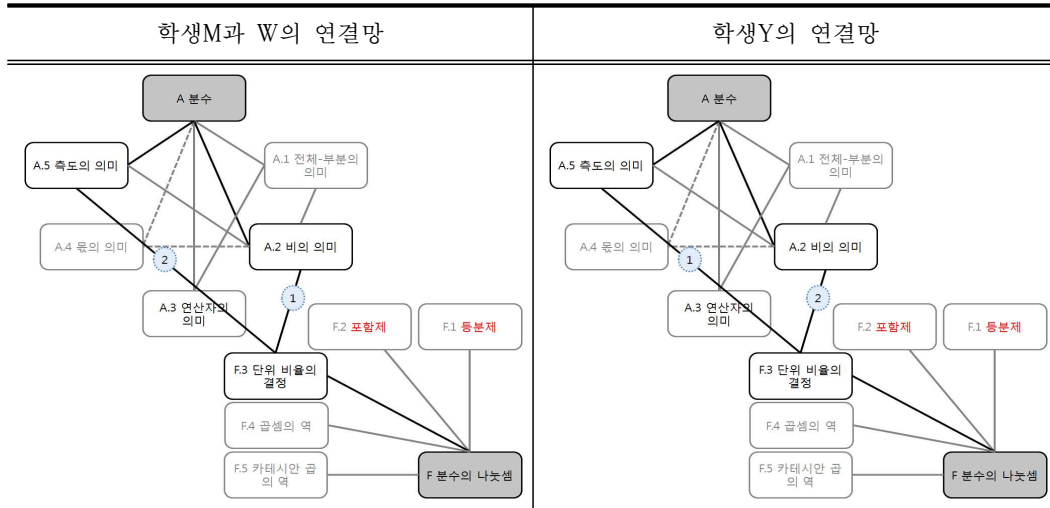 학생M과 W의 연결망
학생Y의 연결망
A 분수
A.5 측도의 의미
A.1 전체-부분의
의미
A.4 몫의 의미
A.2 비의 의미
2
1
A.3 연산자의
의미
F.2 포함제
F.1 등분제
F.3 단위 비율의
결정
F.4 곱셈의 역
F.5 카테시안 곱
의 역
F 분수의 나눗셈
A 분수
A.5 측도의 의미
A.1 전체-부분의
의미
A.4 몫의 의미
A.2 비의 의미
1
2
A.3 연산자의
의미
F.2 포함제
F.1 등분제
F.3 단위 비율의
결정
F.4 곱셈의 역
F.5 카테시안 곱
의 역
F 분수의 나눗셈